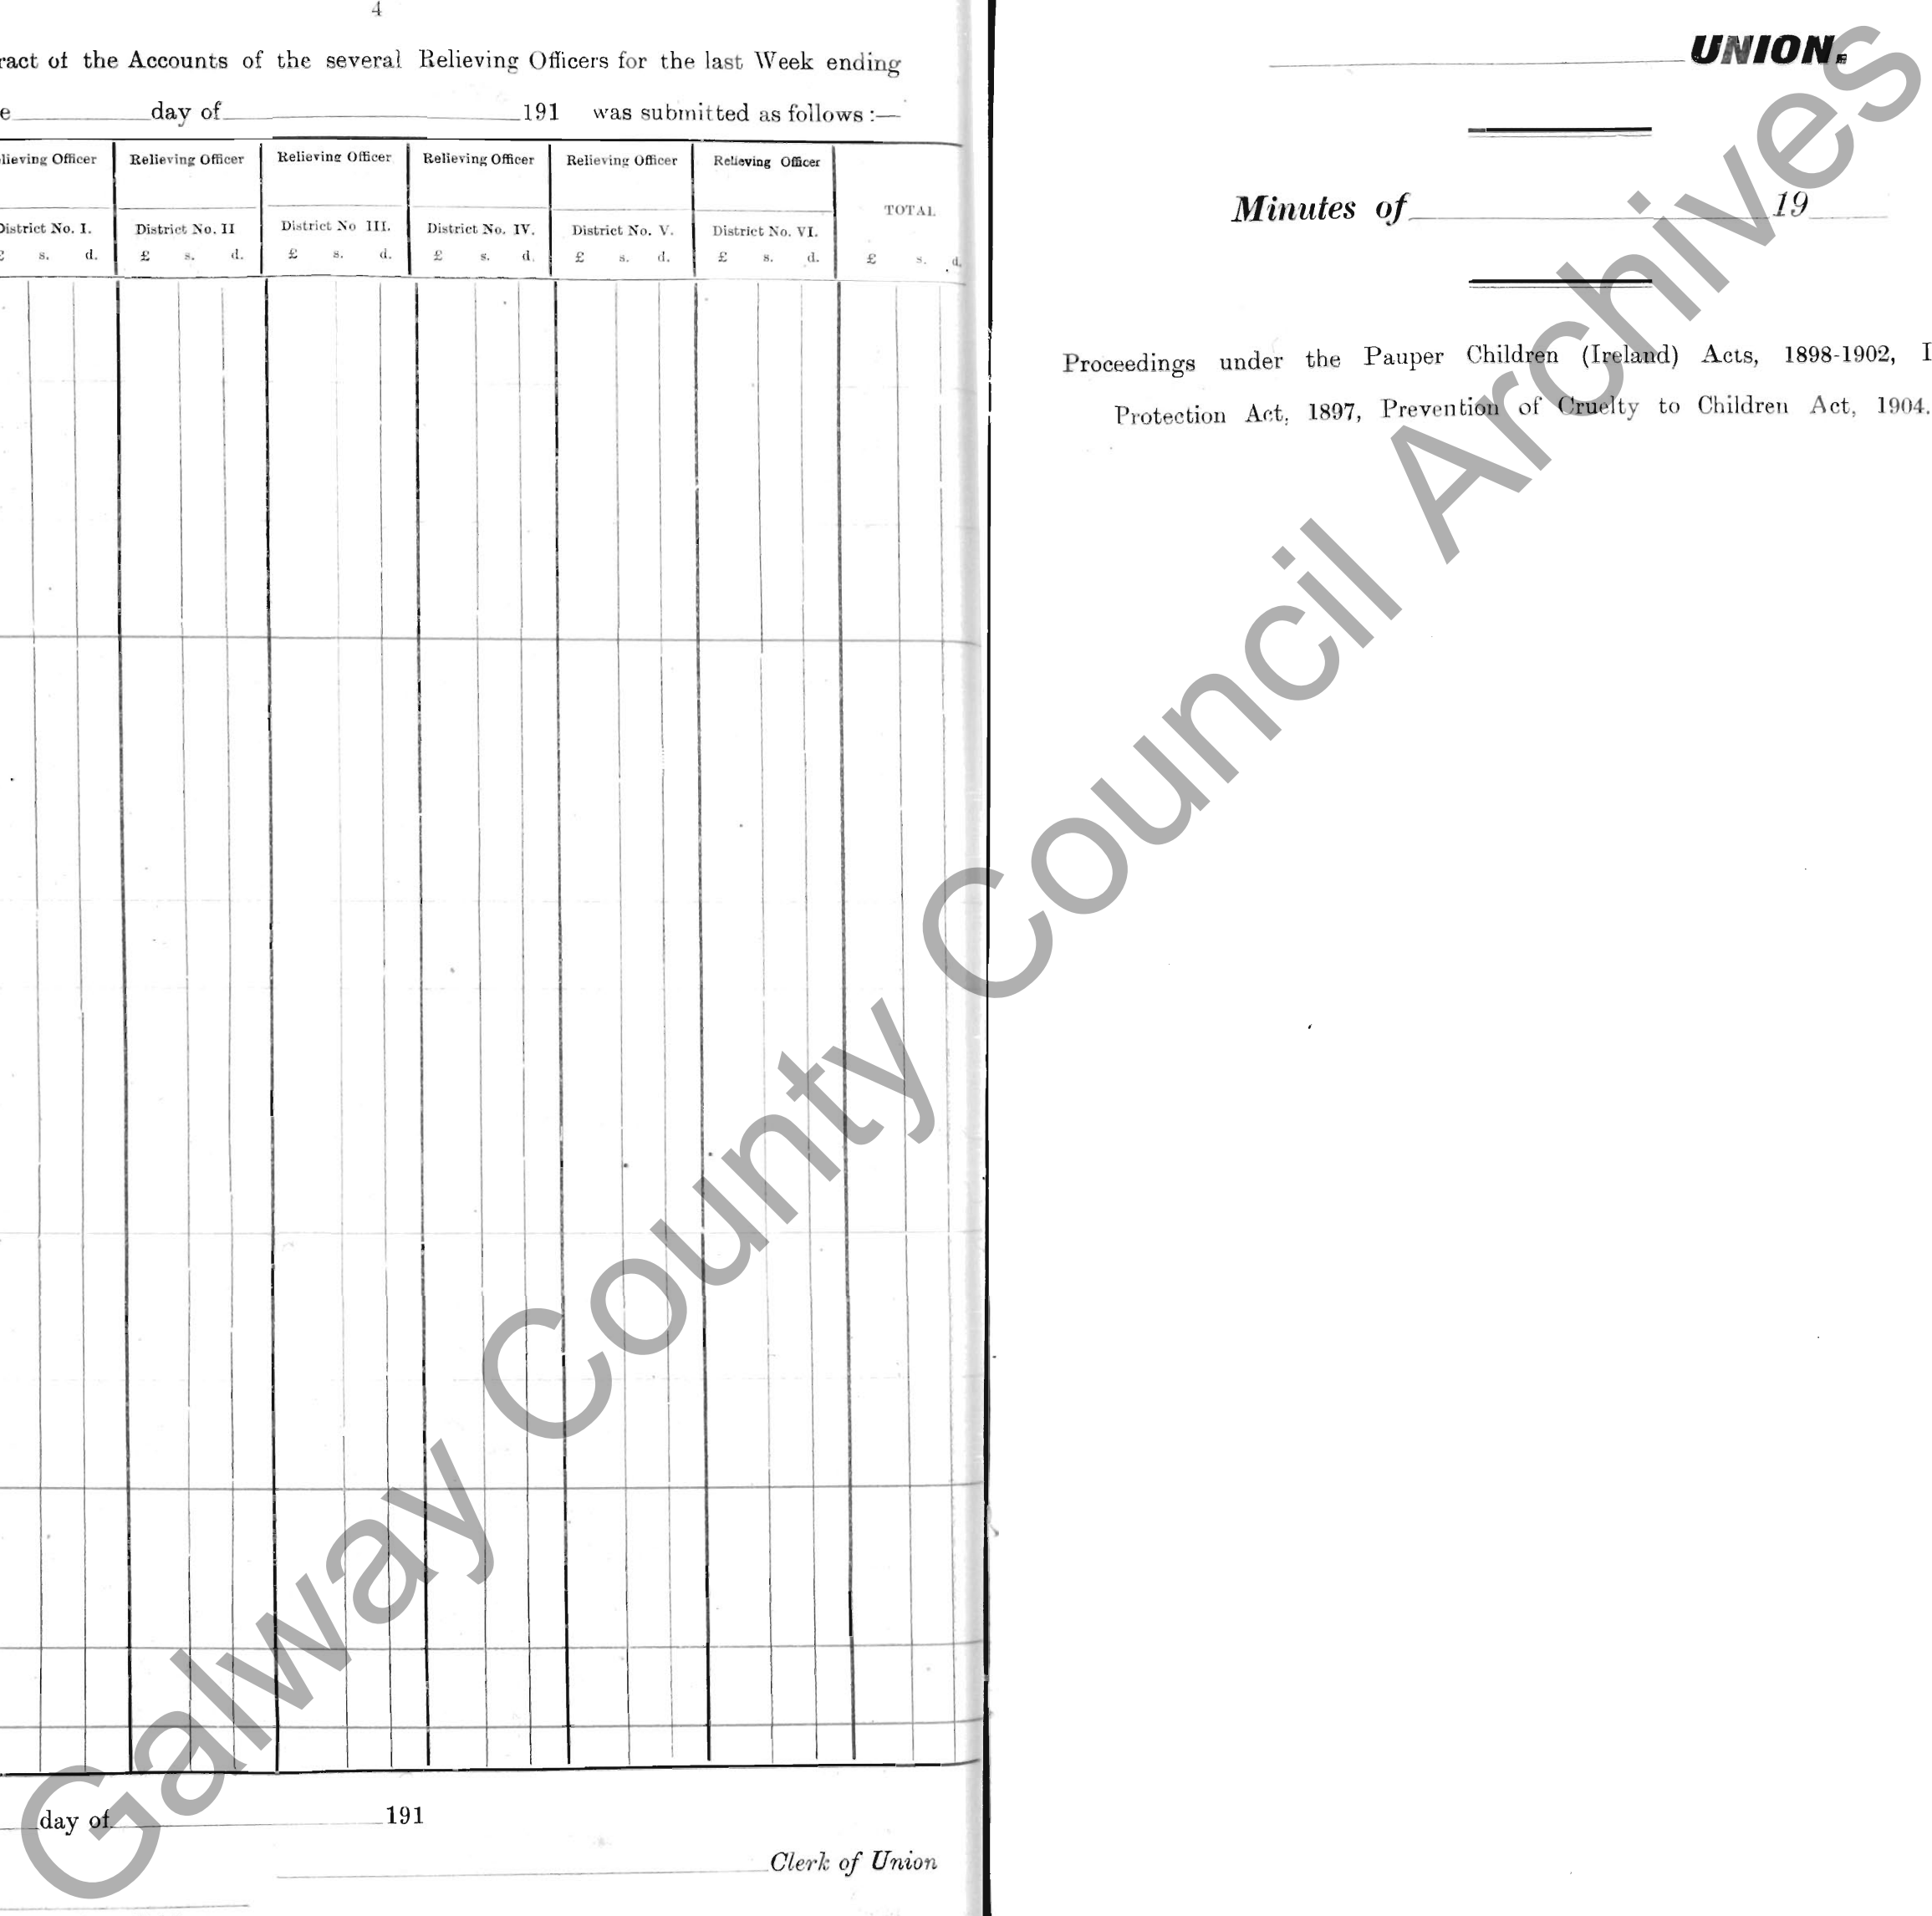 4
ract of the Accounts of the several Relieving Officers for the last Week ending
e day of 191 was submitted as follows :—
lieving Officer Relieving Officer Relieving Officer Relieving Officer Relieving Officer Relieving Officer
TOTAL
District No. I. District No. II District No III. District No. IV. District No. V. District No. VI.
£ s. d. £ s. d. £ s. d. £ s. d. £ s. d. £ s. d. £ s. d.
day of 191
Clerk of Union
UNION.
Minutes of 19
Proceedings under the Pauper Children (Ireland) Acts, 1898-1902, I
Protection Act, 1897, Prevention of Cruelty to Children Act, 1904.
Galway County Council Archives